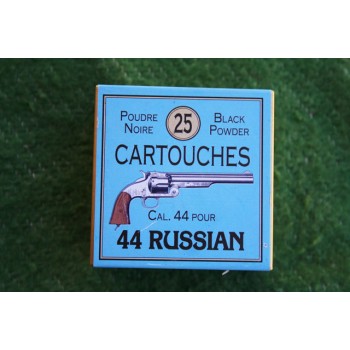 POUDRE NOIRE
25
BLACK POWDER
CARTOUCHES
CAL. 44 POUR
44 RUSSIAN